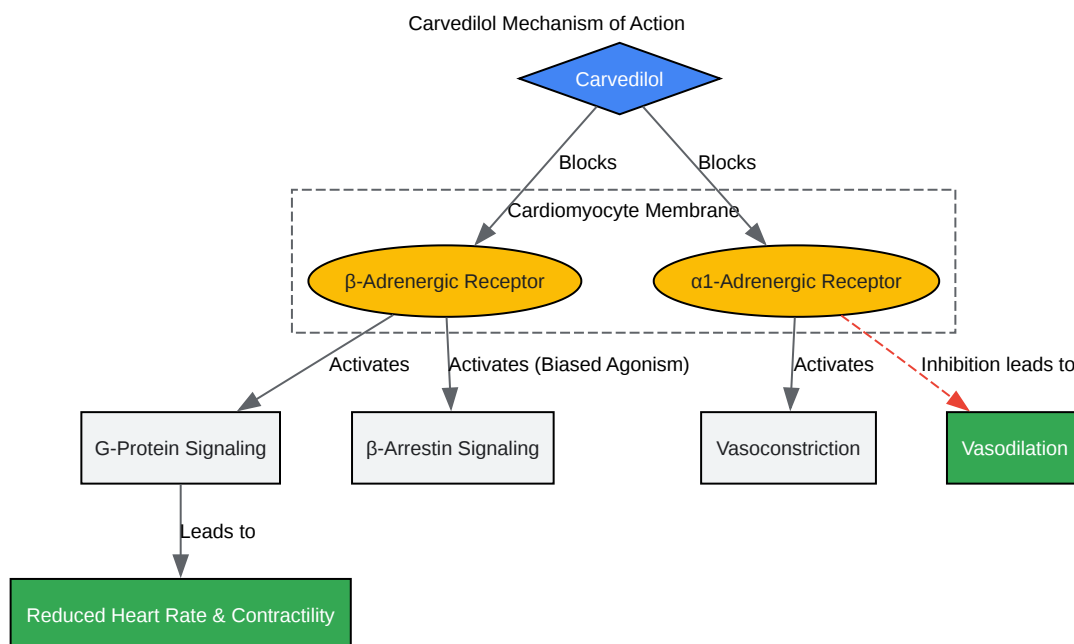 Carvedilol Mechanism of Action
Carvedilol
Blocks
Blocks
Cardiomyocyte Membrane
β-Adrenergic Receptor
α1-Adrenergic Receptor
Activates
Activates (Biased Agonism)
Activates
Inhibition leads to
G-Protein Signaling
β-Arrestin Signaling
Vasoconstriction
Vasodilation
Leads to
Reduced Heart Rate & Contractility